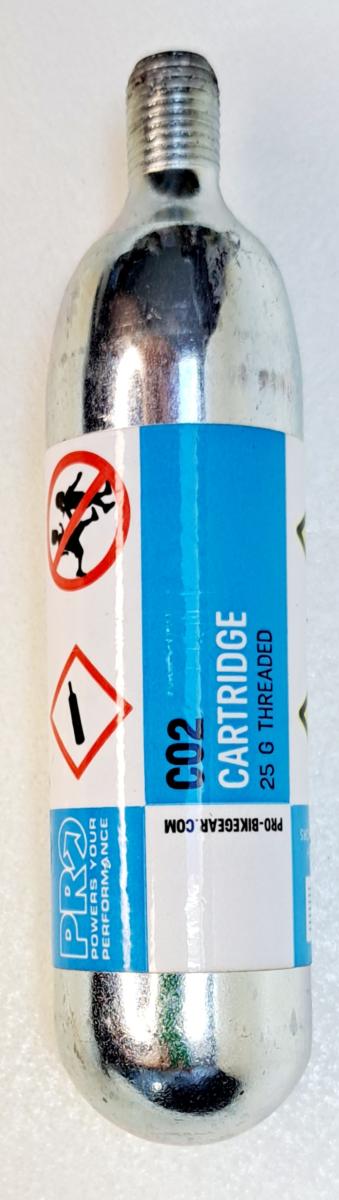 CO2
CARTRIDGE
25 G THREADED
PRO
POWERS YOUR
PERFORMANCE
PRO-BIKEGEAR.COM